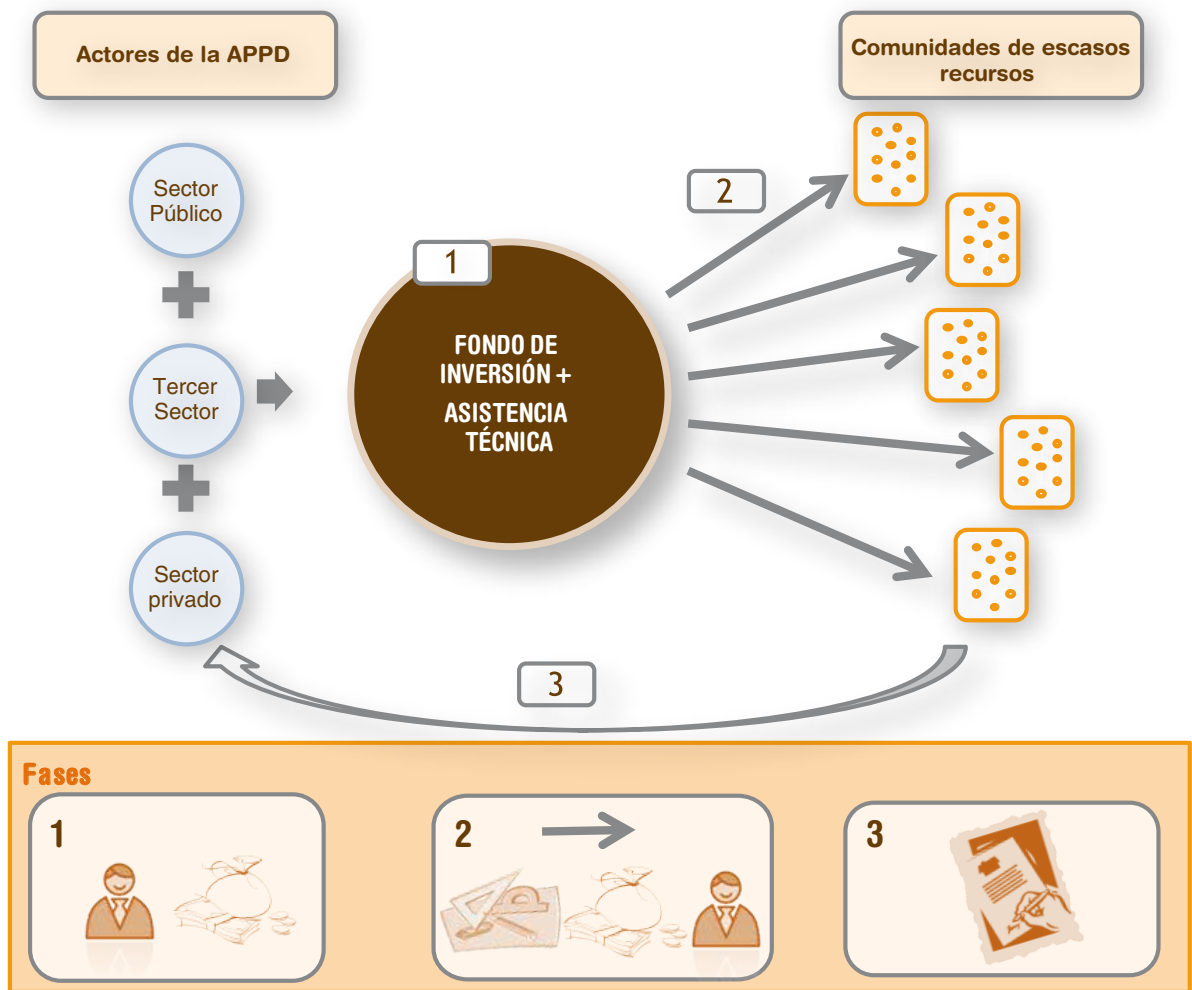 Actores de la APPD
Comunidades de escasos
recursos
Sector
Público
2
1
FONDO DE
INVERSIÓN +
ASISTENCIA
TÉCNICA
Tercer
Sector
Sector
privado
3
Fases
1
2
3